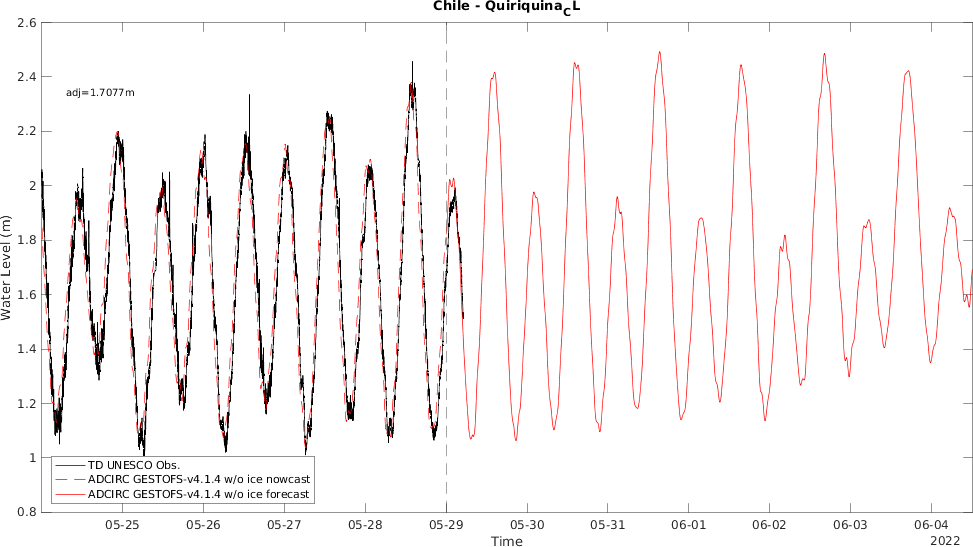 Chile - Quiriquina_CL
2.6
2.4
2.2
2
1.8
1.6
1.4
1.2
1
0.8
Water Level (m)
adj=1.7077m
TD UNESCO Obs.
ADCIRC GESTOFS-v4.1.4 w/o ice nowcast
ADCIRC GESTOFS-v4.1.4 w/o ice forecast
05-25 05-26 05-27 05-28 05-29 05-30 05-31 06-01 06-02 06-03 06-04
Time
2022